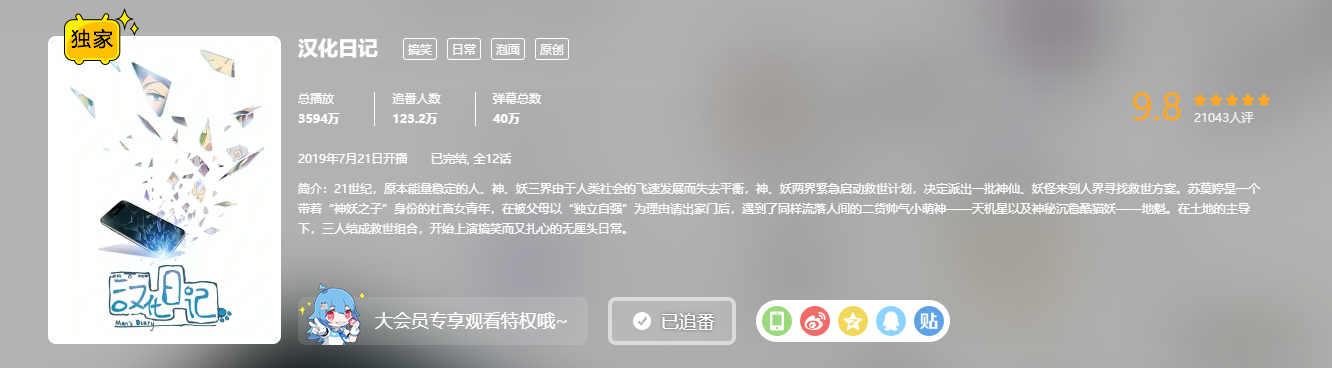 独家
汉化日记 搞笑 日常 泡面 原创
总播放 追番人数 弹幕总数
3594万 123.2万 40万
9.8
21043人评
2019年7月21日开播 已完结, 全12话
简介：21世纪，原本能量稳定的人、神、妖三界由于人类社会的飞速发展而失去平衡，神、妖两界紧急启动救世计划，决定派出一批神仙、妖怪来到人界寻找救世方案。苏莫婷是一个
带着“神妖之子”身份的社畜女青年，在被父母以“独立自强”为理由请出家门后，遇到了同样流落人间的二货帅气小萌神——天机星以及神秘沉稳酷猫妖——地魁。在土地的主导
下，三人结成救世组合，开始上演搞笑而又扎心的无厘头日常。
汉化日记
Man's Diary
大会员专享观看特权哦~
已追番
贴